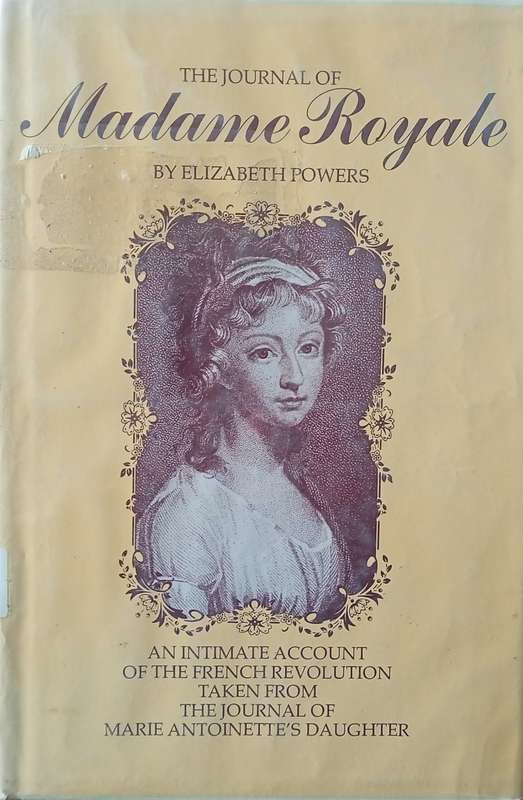 THE JOURNAL OF
Madame Royale
BY ELIZABETH POWERS
AN INTIMATE ACCOUNT
OF THE FRENCH REVOLUTION
TAKEN FROM
THE JOURNAL OF
MARIE ANTOINETTE'S DAUGHTER